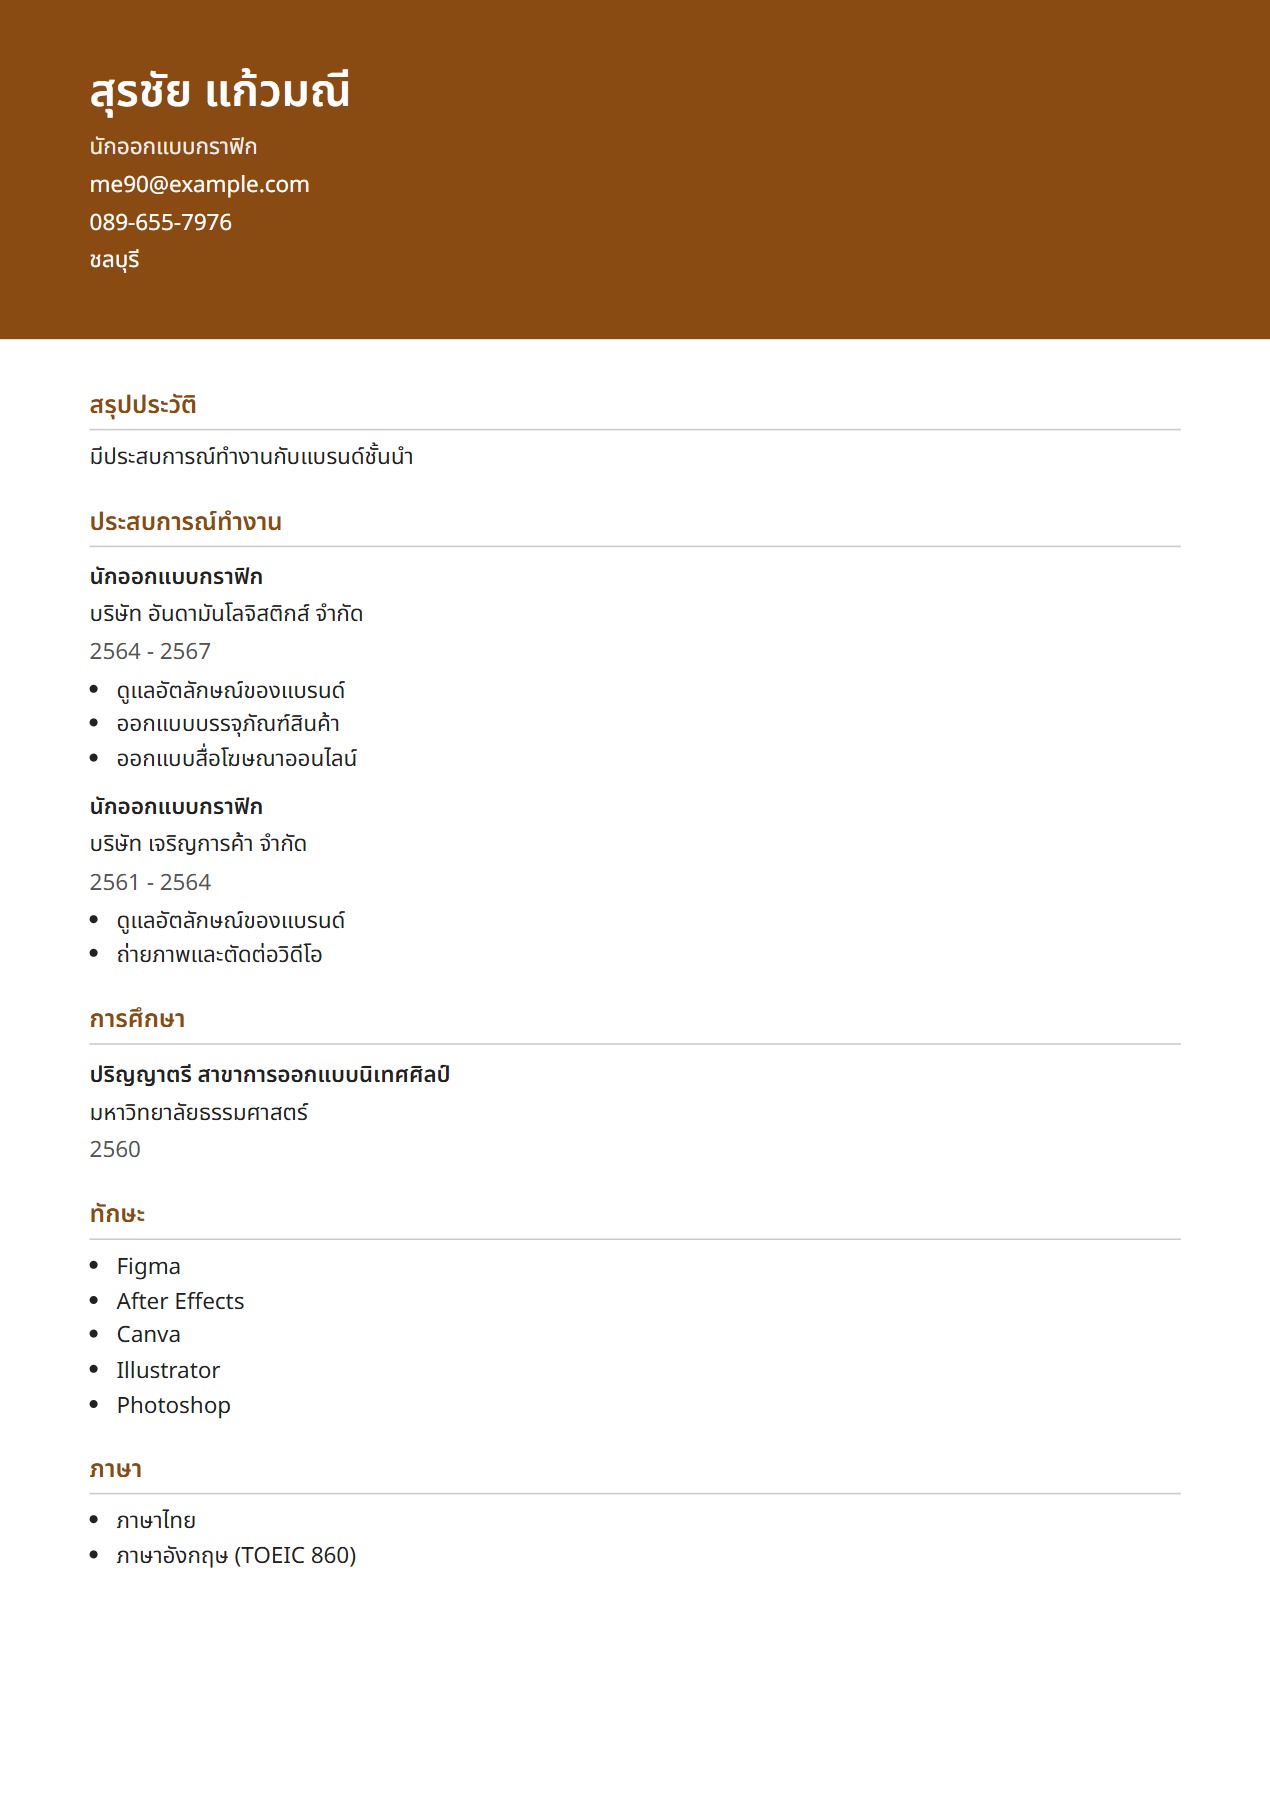 สุรชัย แก้วมณี
นักออกแบบกราฟิก
me90@example.com
089-655-7976
ชลบุรี
สรุปประวัติ
มีประสบการณ์ทำงานกับแบรนด์ชั้นนำ
ประสบการณ์ทำงาน
นักออกแบบกราฟิก
บริษัท อันดามันโลจิสติกส์ จำกัด
2564 - 2567
• ดูแลอัตลักษณ์ของแบรนด์
• ออกแบบบรรจุภัณฑ์สินค้า
• ออกแบบสื่อโฆษณาออนไลน์
นักออกแบบกราฟิก
บริษัท เจริญการค้า จำกัด
2561 - 2564
• ดูแลอัตลักษณ์ของแบรนด์
• ถ่ายภาพและตัดต่อวิดีโอ
การศึกษา
ปริญญาตรี สาขาการออกแบบนิเทศศิลป์
มหาวิทยาลัยธรรมศาสตร์
2560
ทักษะ
• Figma
• After Effects
• Canva
• Illustrator
• Photoshop
ภาษา
• ภาษาไทย
• ภาษาอังกฤษ (TOEIC 860)